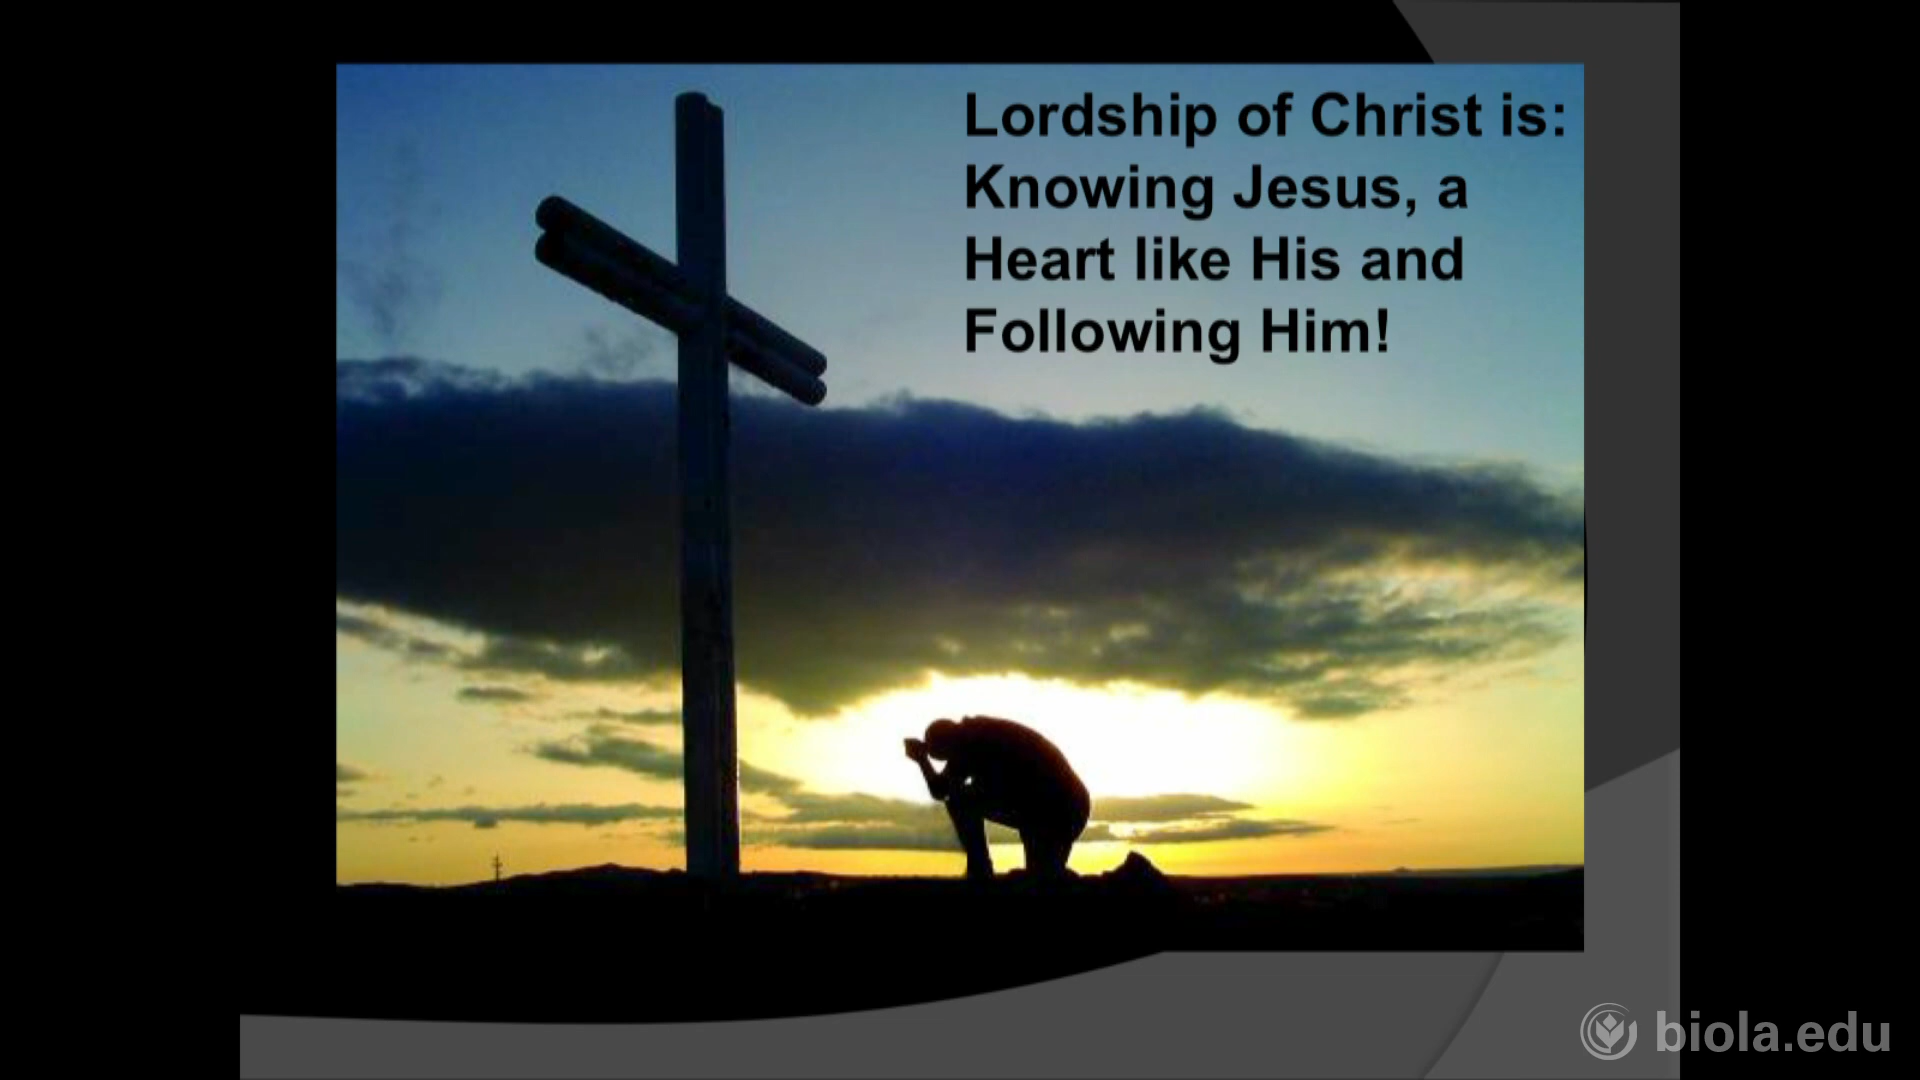 Lordship of Christ is:
Knowing Jesus, a
Heart like His and
Following Him!
biola.edu